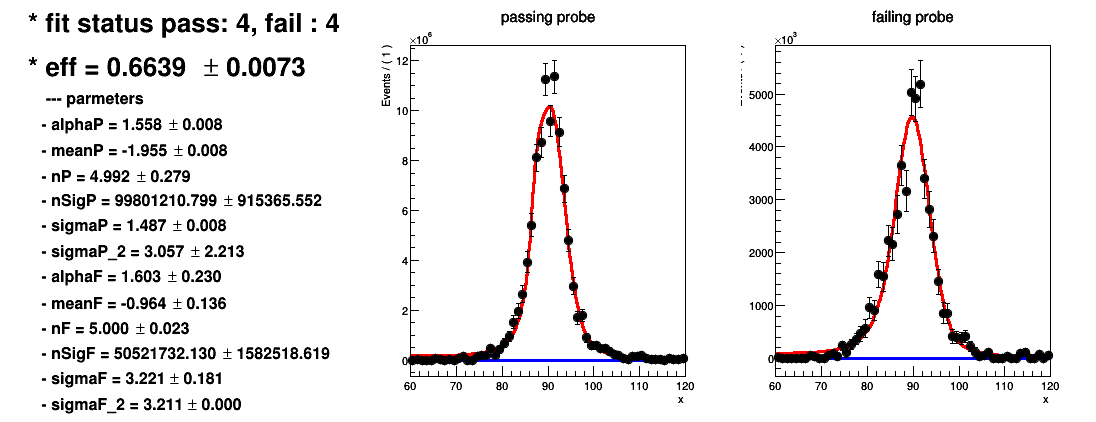 * fit status pass: 4, fail : 4
* eff = 0.6639 ± 0.0073
--- parmeters
- alphaP = 1.558 ± 0.008
- meanP = -1.955 ± 0.008
- nP = 4.992 ± 0.279
- nSigP = 99801210.799 ± 915365.552
- sigmaP = 1.487 ± 0.008
- sigmaP_2 = 3.057 ± 2.213
- alphaF = 1.603 ± 0.230
- meanF = -0.964 ± 0.136
- nF = 5.000 ± 0.023
- nSigF = 50521732.130 ± 1582518.619
- sigmaF = 3.221 ± 0.181
- sigmaF_2 = 3.211 ± 0.000
passing probe
×10⁶
Events / ( 1 )
12
10
8
6
4
2
0
60 70 80 90 100 110 120
x
failing probe
×10³
5000
4000
3000
2000
1000
0
60 70 80 90 100 110 120
x